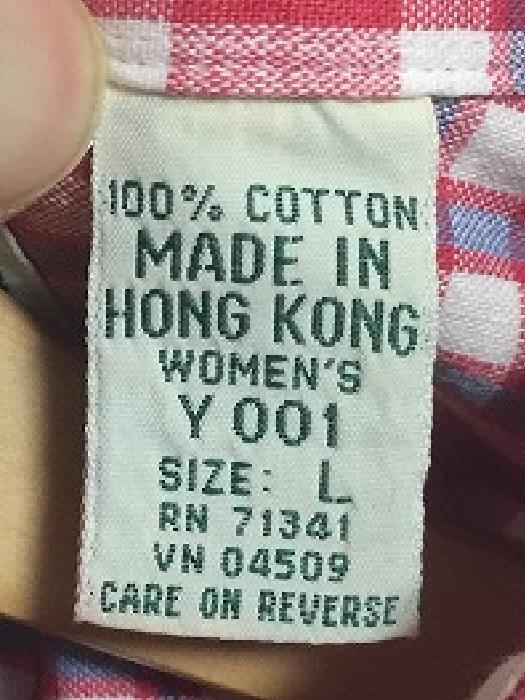 100% COTTON
MADE IN
HONG KONG
WOMEN'S
Y 001
SIZE: L
RN 71341
VN 04509
CARE ON REVERSE